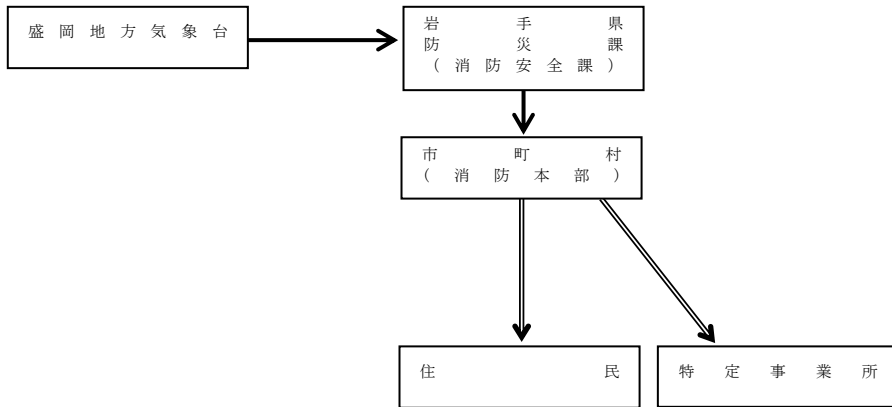 盛岡地方気象台
岩手県
防災課
(消防安全課)
市町村
(消防本部)
住民
特定事業所